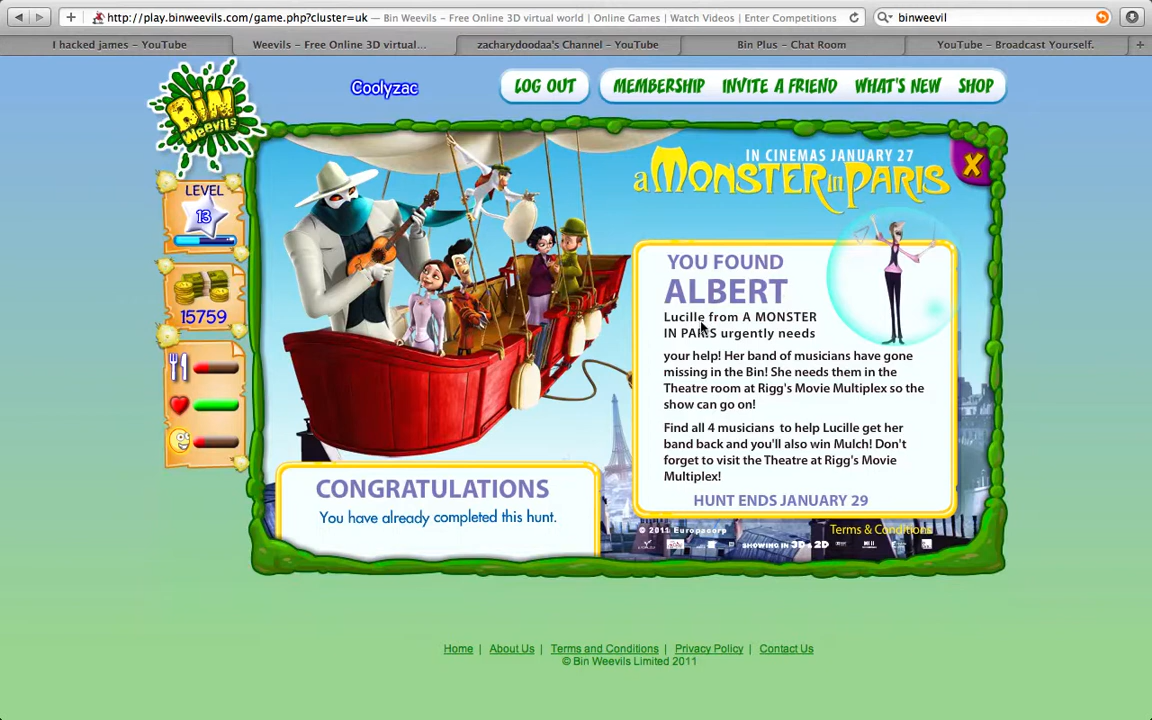 http://play.binweevils.com/game.php?cluster=uk — Bin Weevils – Free Online 3D virtual world | Online Games | Watch Videos | Enter Competitions
binweevil
I hacked james – YouTube
Weevils – Free Online 3D virtual...
zacharydoodaa's Channel – YouTube
Bin Plus – Chat Room
YouTube – Broadcast Yourself.
BIN WEEVILS
Coolyzac
LOG OUT
MEMBERSHIP INVITE A FRIEND WHAT'S NEW SHOP
LEVEL
13
15759
IN CINEMAS JANUARY 27
a MONSTER in PARIS
X
YOU FOUND
ALBERT
Lucille from A MONSTER
IN PARIS urgently needs
your help! Her band of musicians have gone
missing in the Bin! She needs them in the
Theatre room at Rigg's Movie Multiplex so the
show can go on!
Find all 4 musicians to help Lucille get her
band back and you'll also win Mulch! Don't
forget to visit the Theatre at Rigg's Movie
Multiplex!
HUNT ENDS JANUARY 29
CONGRATULATIONS
You have already completed this hunt.
© 2011 Europacorp
Terms & Conditions
SHOWING IN 3D & 2D
Home | About Us | Terms and Conditions | Privacy Policy | Contact Us
© Bin Weevils Limited 2011